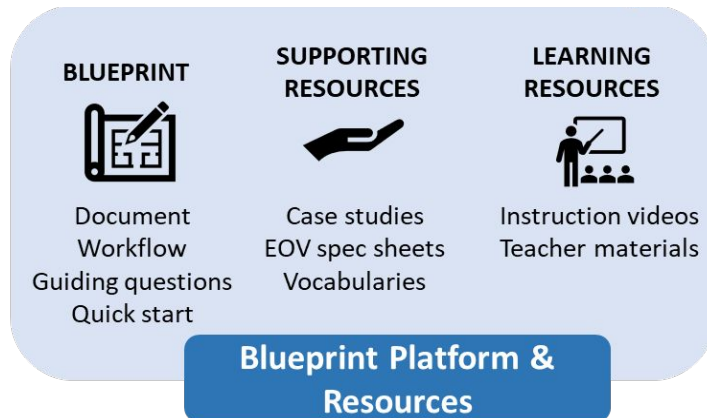 BLUEPRINT
Document
Workflow
Guiding questions
Quick start
SUPPORTING
RESOURCES
Case studies
EOV spec sheets
Vocabularies
LEARNING
RESOURCES
Instruction videos
Teacher materials
Blueprint Platform &
Resources